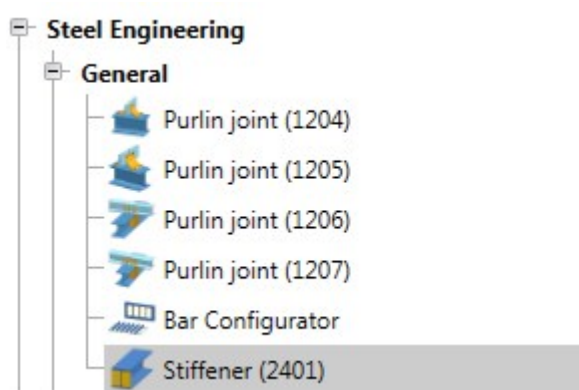 Steel Engineering
General
Purlin joint (1204)
Purlin joint (1205)
Purlin joint (1206)
Purlin joint (1207)
Bar Configurator
Stiffener (2401)